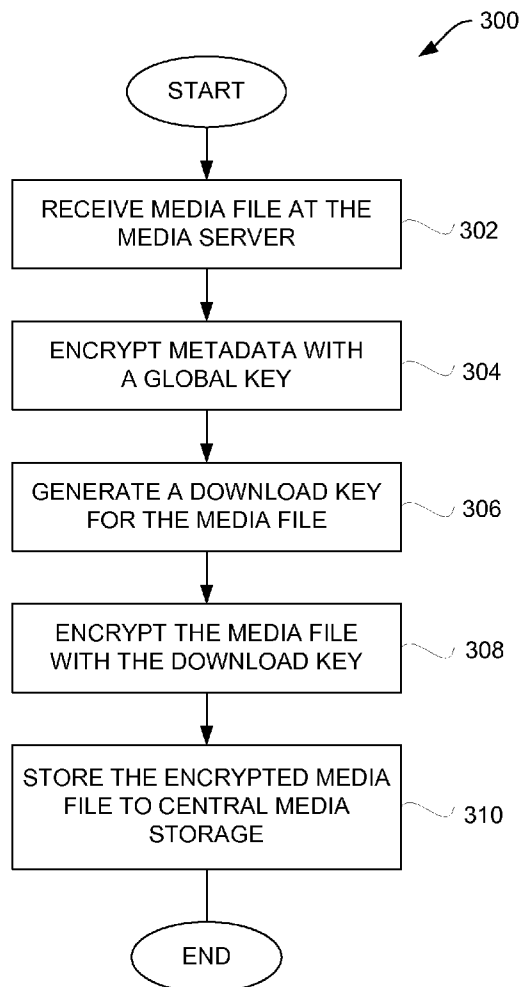 300
START
RECEIVE MEDIA FILE AT THE
MEDIA SERVER
302
ENCRYPT METADATA WITH
A GLOBAL KEY
304
GENERATE A DOWNLOAD KEY
FOR THE MEDIA FILE
306
ENCRYPT THE MEDIA FILE
WITH THE DOWNLOAD KEY
308
STORE THE ENCRYPTED MEDIA
FILE TO CENTRAL MEDIA
STORAGE
310
END